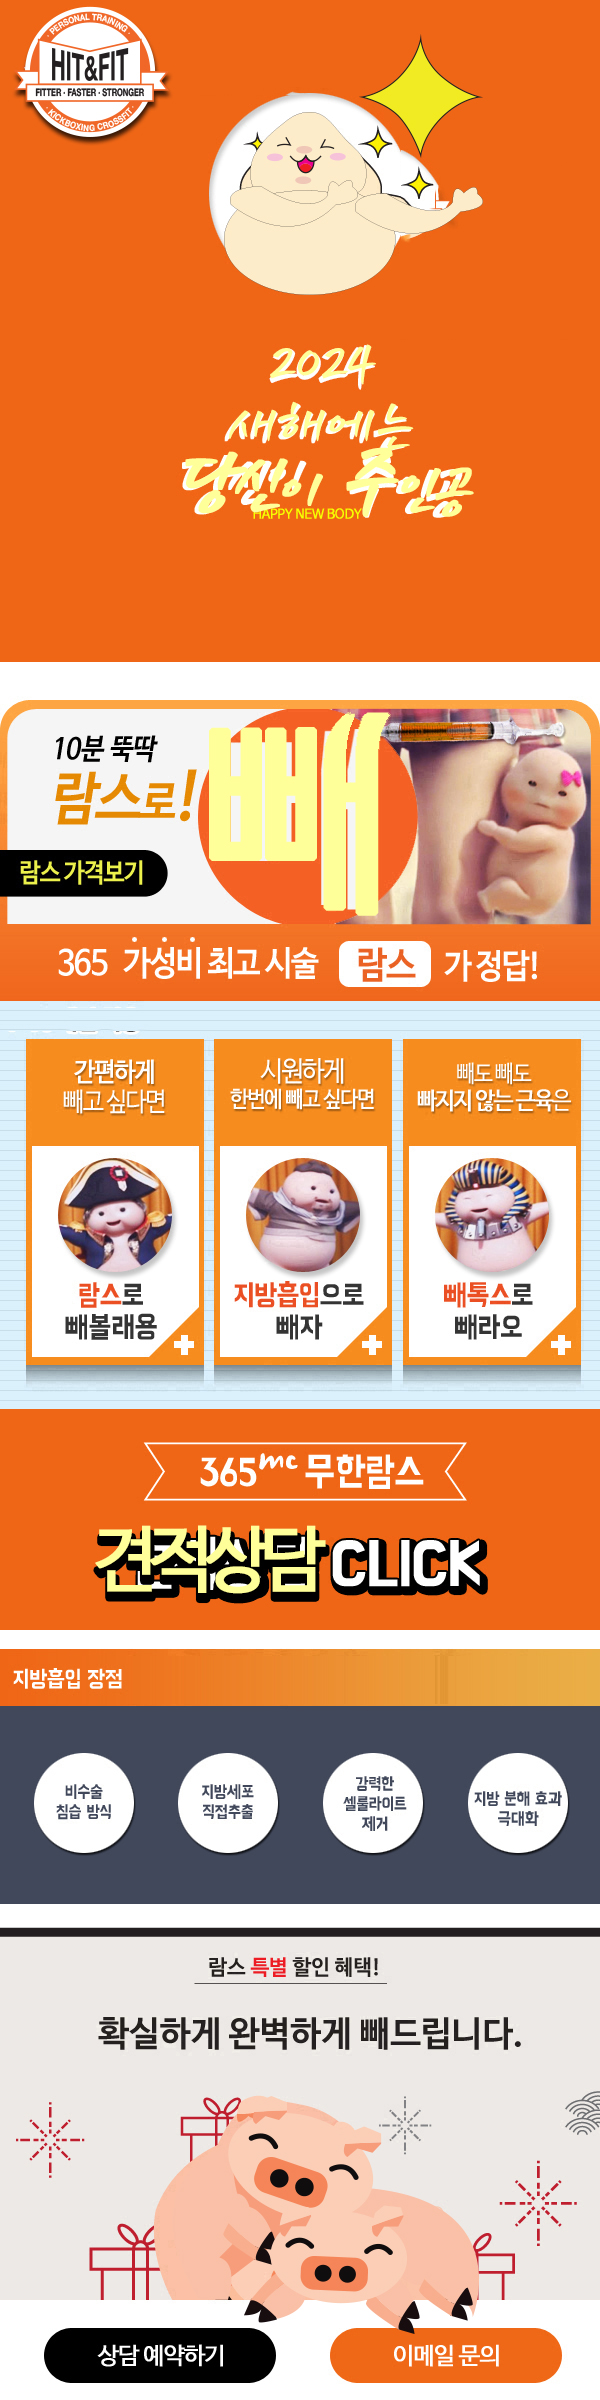 PERSONAL TRAINING
HIT&FIT
FITTER · FASTER · STRONGER
KICKBOXING CROSSFIT
2024
새해에는
당신이 주인공
HAPPY NEW BODY
10분 뚝딱
람스로!
빼
람스 가격보기
365 가성비 최고 시술 람스 가 정답!
간편하게
빼고 싶다면
람스로
빼볼래용
시원하게
한번에 빼고 싶다면
지방흡입으로
빼자
빼도 빼도
빠지지 않는 근육은
빼톡스로
빼라오
365mc 무한람스
견적상담 CLICK
지방흡입 장점
비수술
침습 방식
지방세포
직접추출
강력한
셀룰라이트
제거
지방 분해 효과
극대화
람스 특별 할인 혜택!
확실하게 완벽하게 빼드립니다.
상담 예약하기
이메일 문의